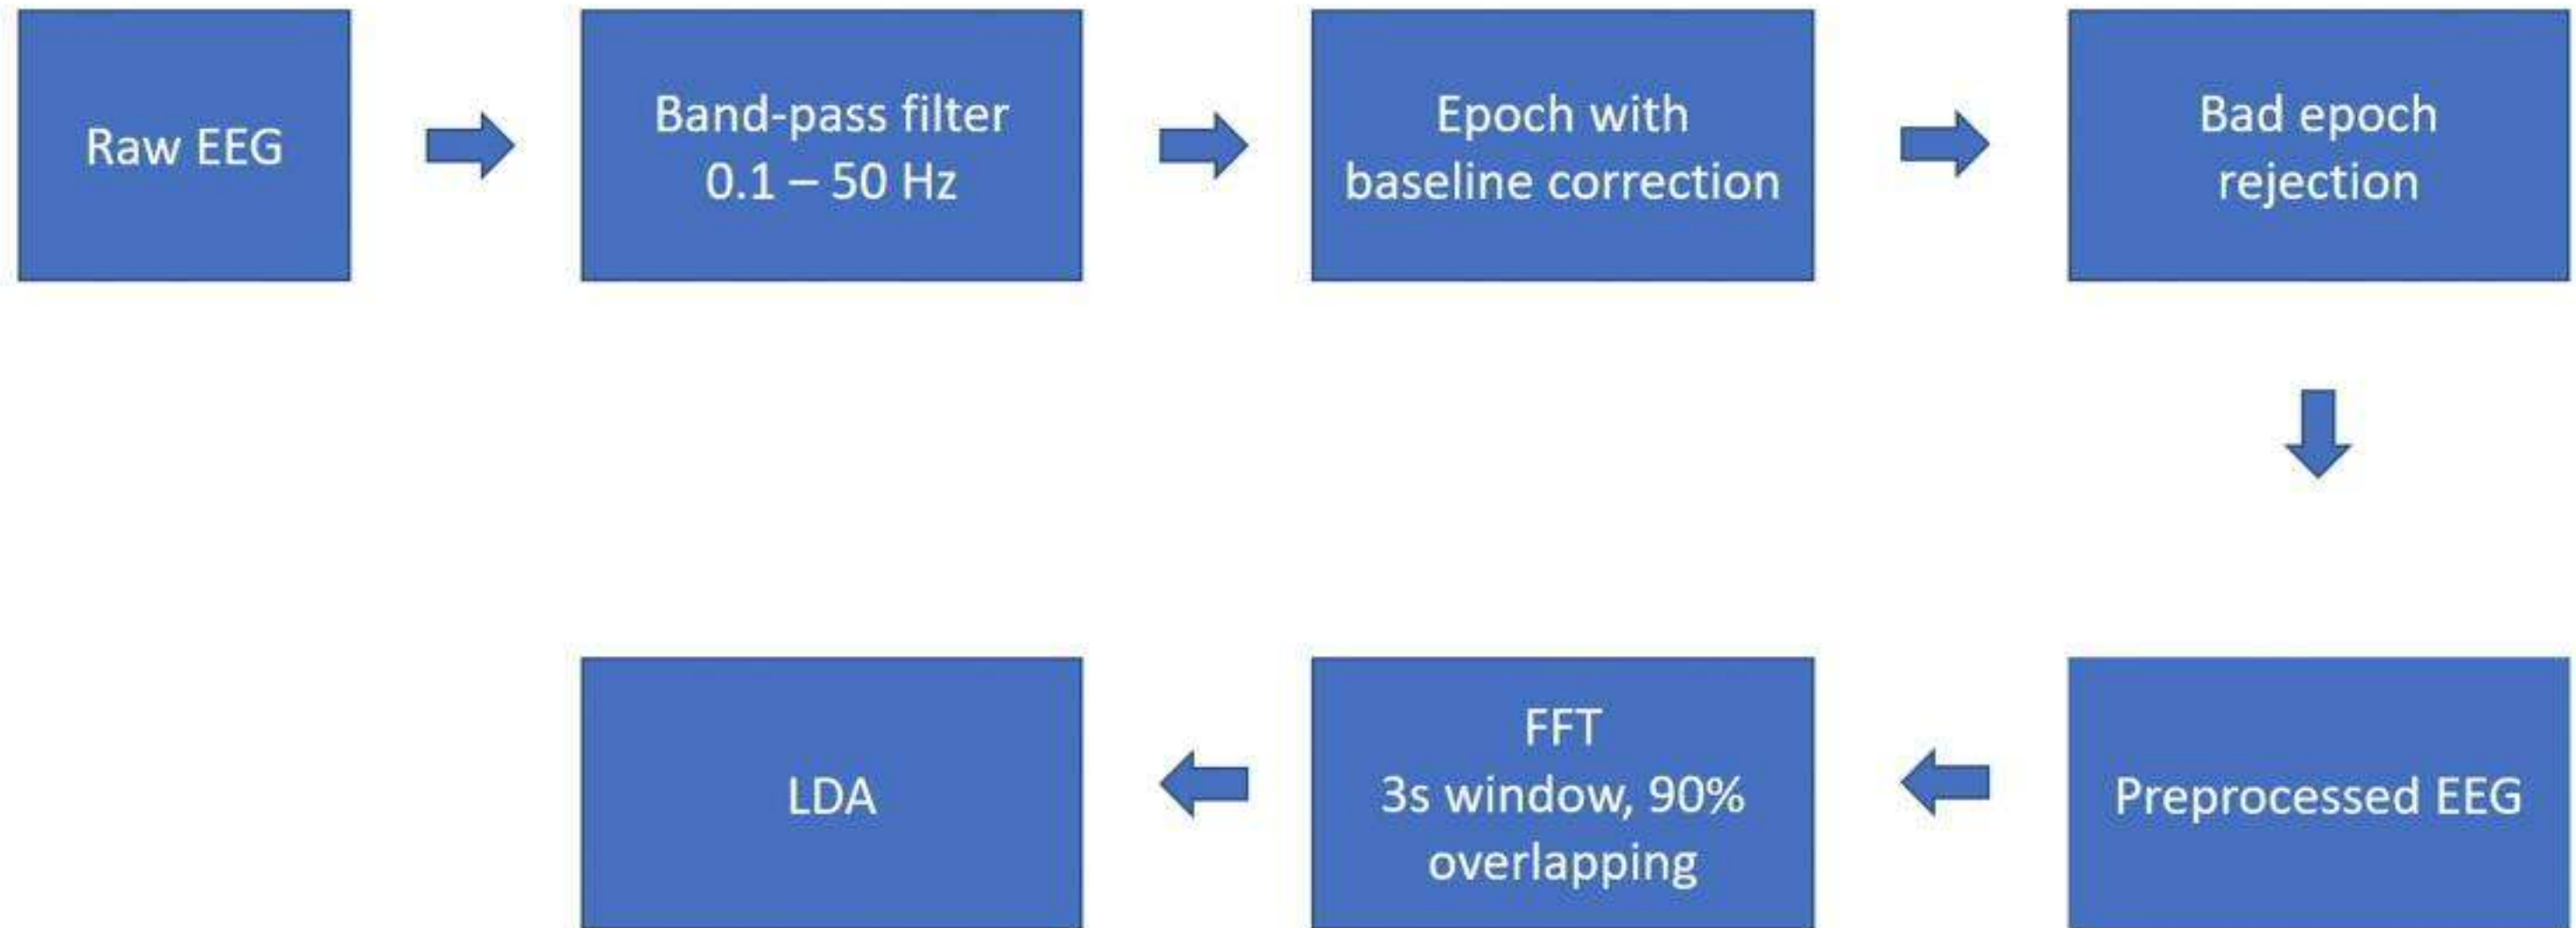 Raw EEG
Band-pass filter
0.1 – 50 Hz
Epoch with
baseline correction
Bad epoch
rejection
Preprocessed EEG
FFT
3s window, 90%
overlapping
LDA